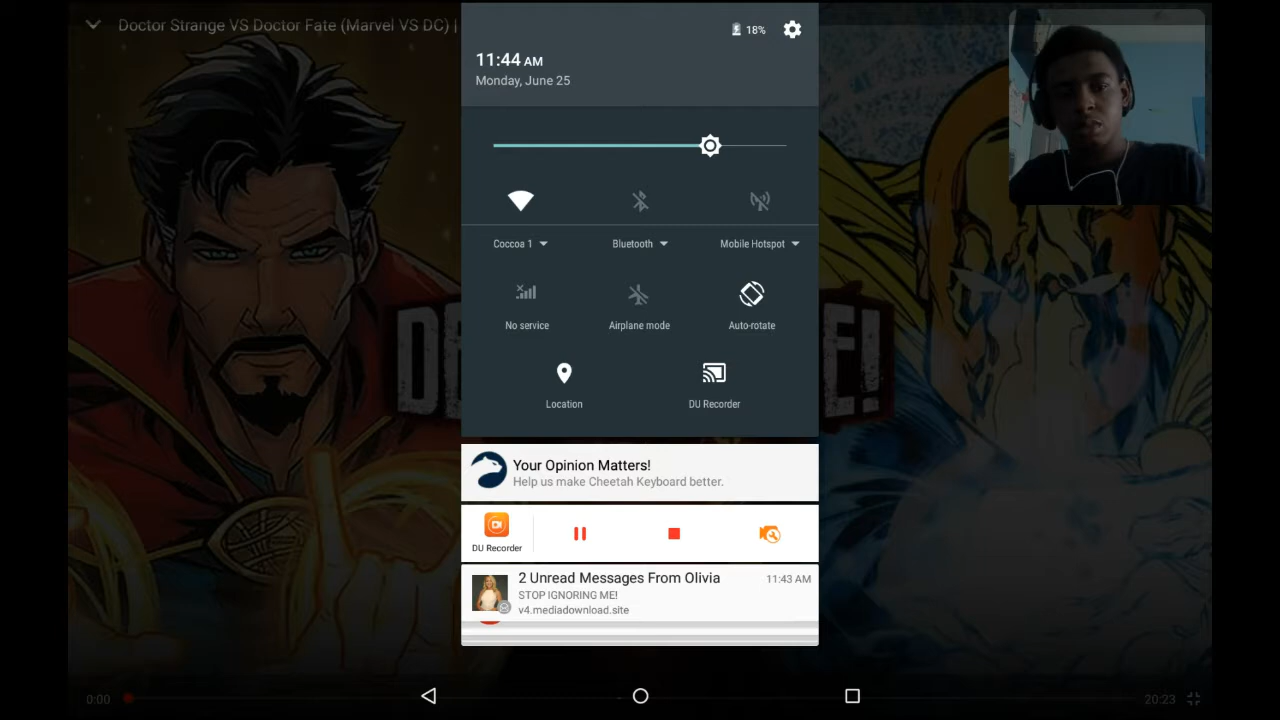 Doctor Strange VS Doctor Fate (Marvel VS DC) |
18%
11:44 AM
Monday, June 25
Coccoa 1
Bluetooth
Mobile Hotspot
No service
Airplane mode
Auto-rotate
Location
DU Recorder
Your Opinion Matters!
Help us make Cheetah Keyboard better.
DU Recorder
2 Unread Messages From Olivia
11:43 AM
STOP IGNORING ME!
v4.mediadownload.site
0:00
20:23